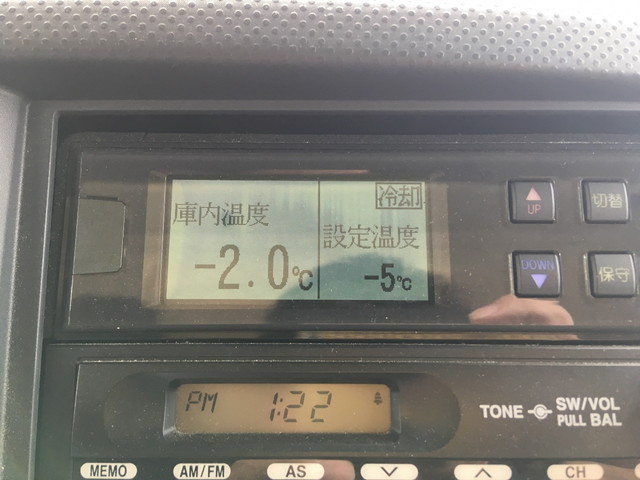 冷却
庫内温度
設定温度
-2.0℃
-5℃
UP
切替
DOWN
保守
PM 1:22
TONE
SW/VOL
PULL BAL
MEMO
AM/FM
AS
CH